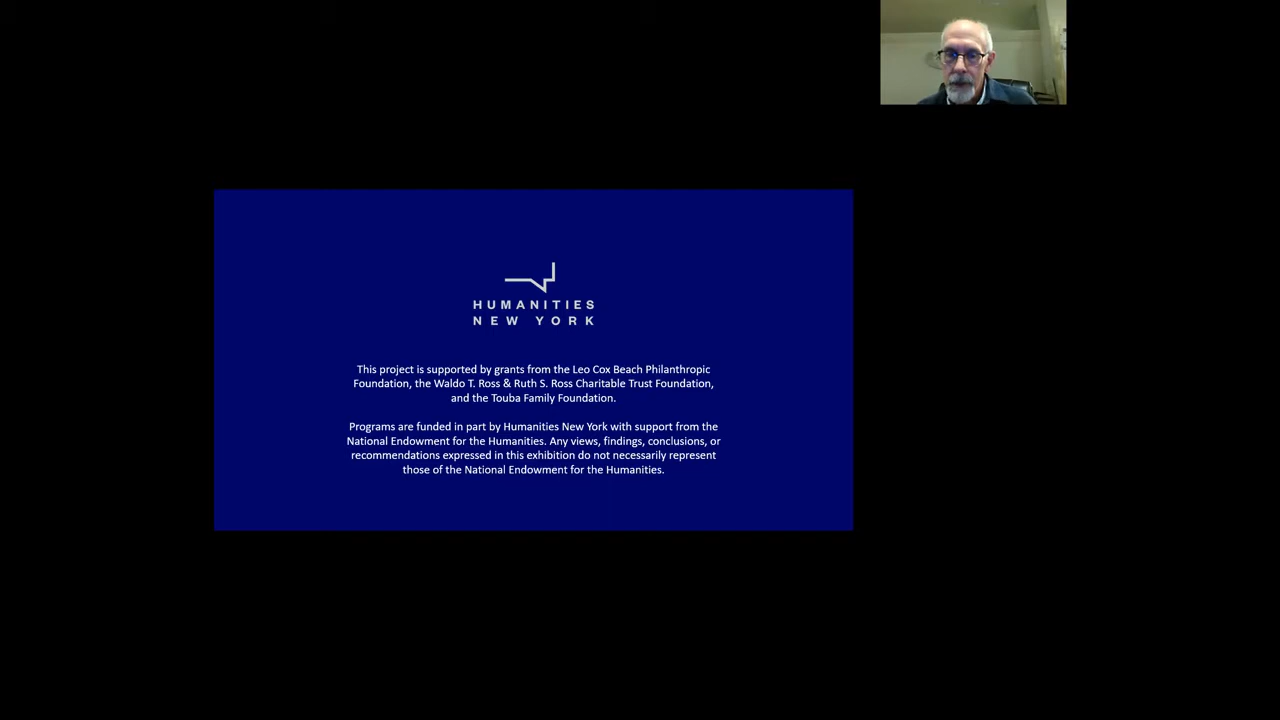 HUMANITIES
NEW YORK
This project is supported by grants from the Leo Cox Beach Philanthropic
Foundation, the Waldo T. Ross & Ruth S. Ross Charitable Trust Foundation,
and the Touba Family Foundation.
Programs are funded in part by Humanities New York with support from the
National Endowment for the Humanities. Any views, findings, conclusions, or
recommendations expressed in this exhibition do not necessarily represent
those of the National Endowment for the Humanities.